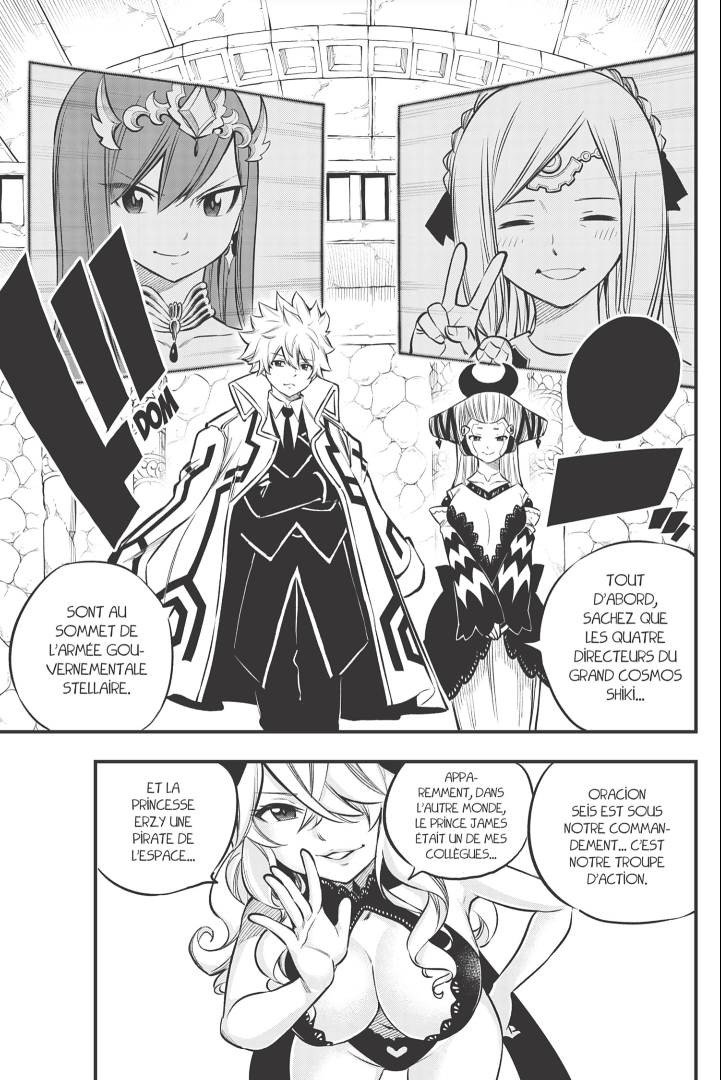 TOUT
D'ABORD,
SACHEZ QUE
LES QUATRE
DIRECTEURS DU
GRAND COSMOS
SHIKI...
DOM
SONT AU
SOMMET DE
L'ARMÉE GOU-
VERNEMENTALE
STELLAIRE.
ORACION
SEIS EST SOUS
NOTRE COMMAN-
DEMENT... C'EST
NOTRE TROUPE
D'ACTION.
APPA-
REMMENT, DANS
L'AUTRE MONDE,
LE PRINCE JAMES
ÉTAIT UN DE MES
COLLÈGUES...
ET LA
PRINCESSE
ERZY UNE
PIRATE DE
L'ESPACE...